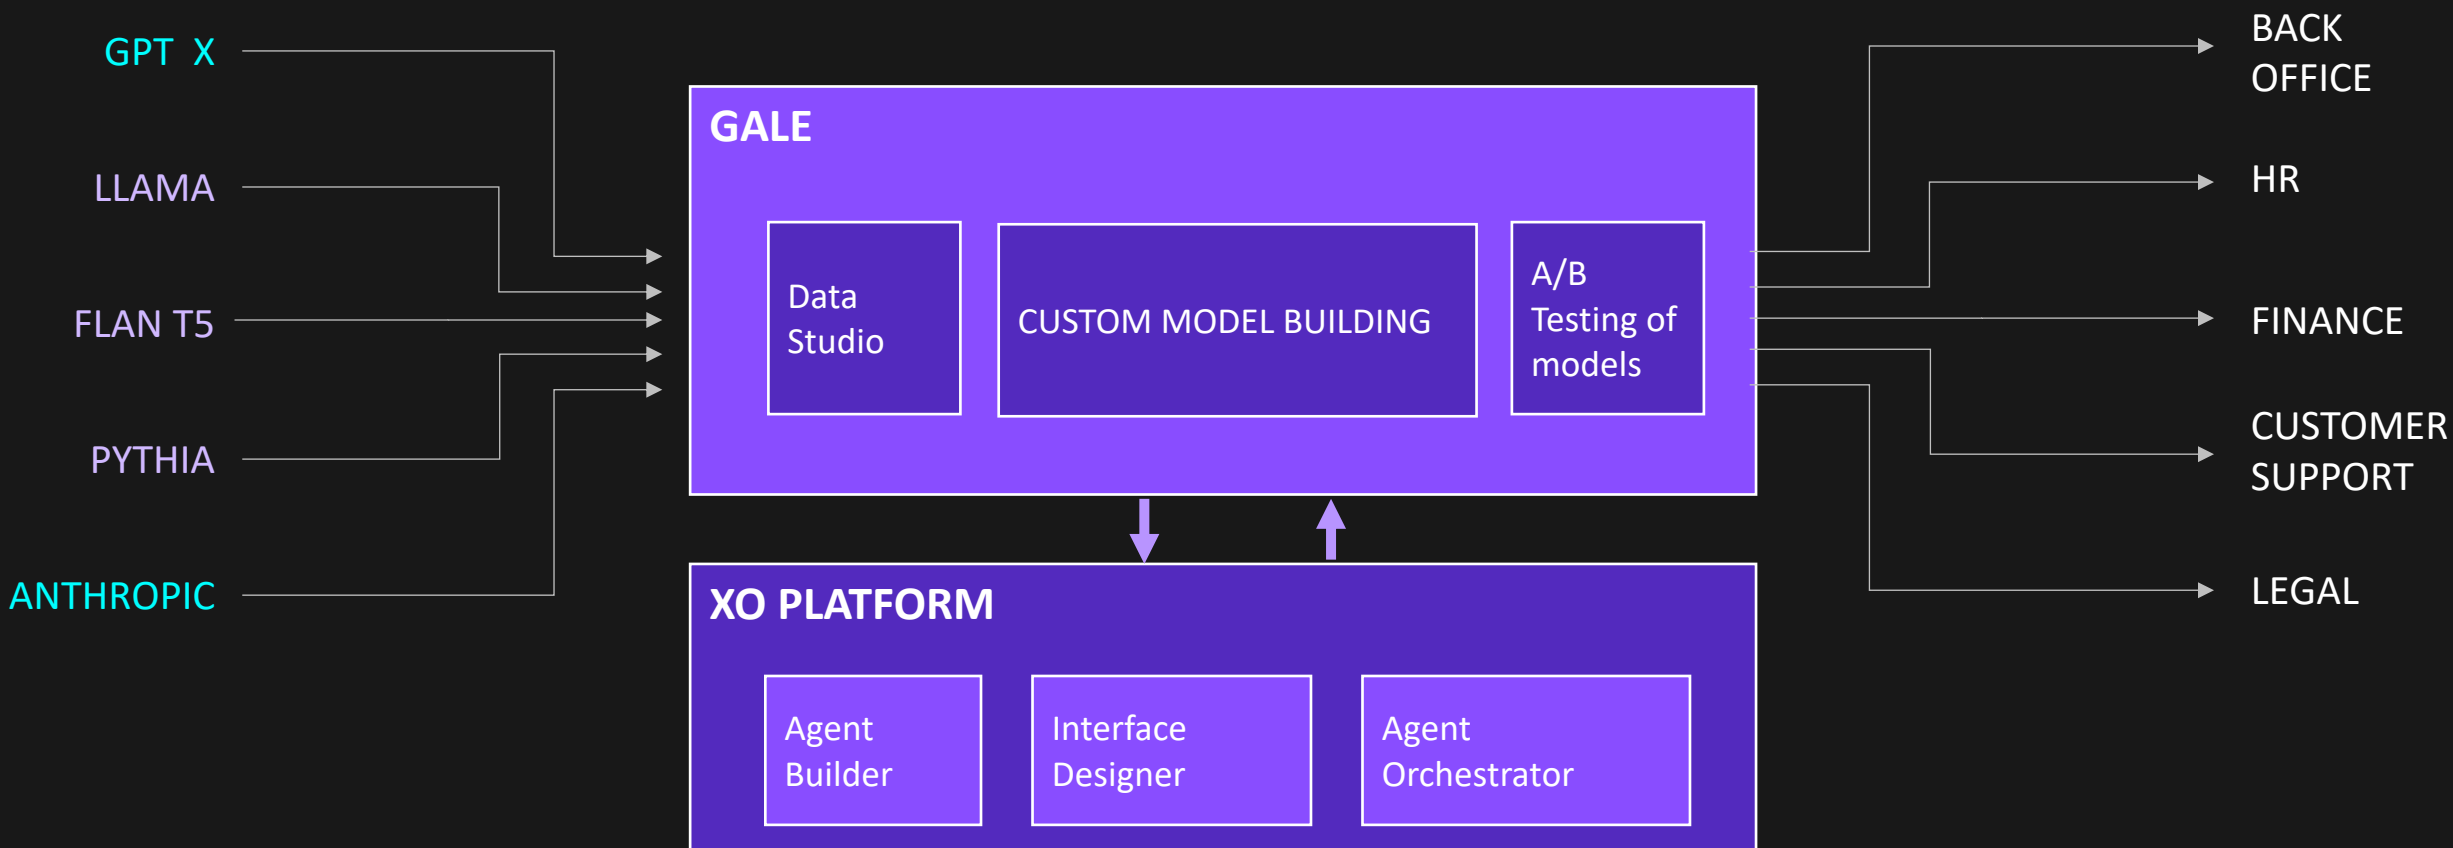 GPT  X
LLAMA
FLAN T5
PYTHIA
ANTHROPIC
GALE
Data
Studio
CUSTOM MODEL BUILDING
A/B
Testing of
models
XO PLATFORM
Agent
Builder
Interface
Designer
Agent
Orchestrator
BACK
OFFICE
HR
FINANCE
CUSTOMER
SUPPORT
LEGAL